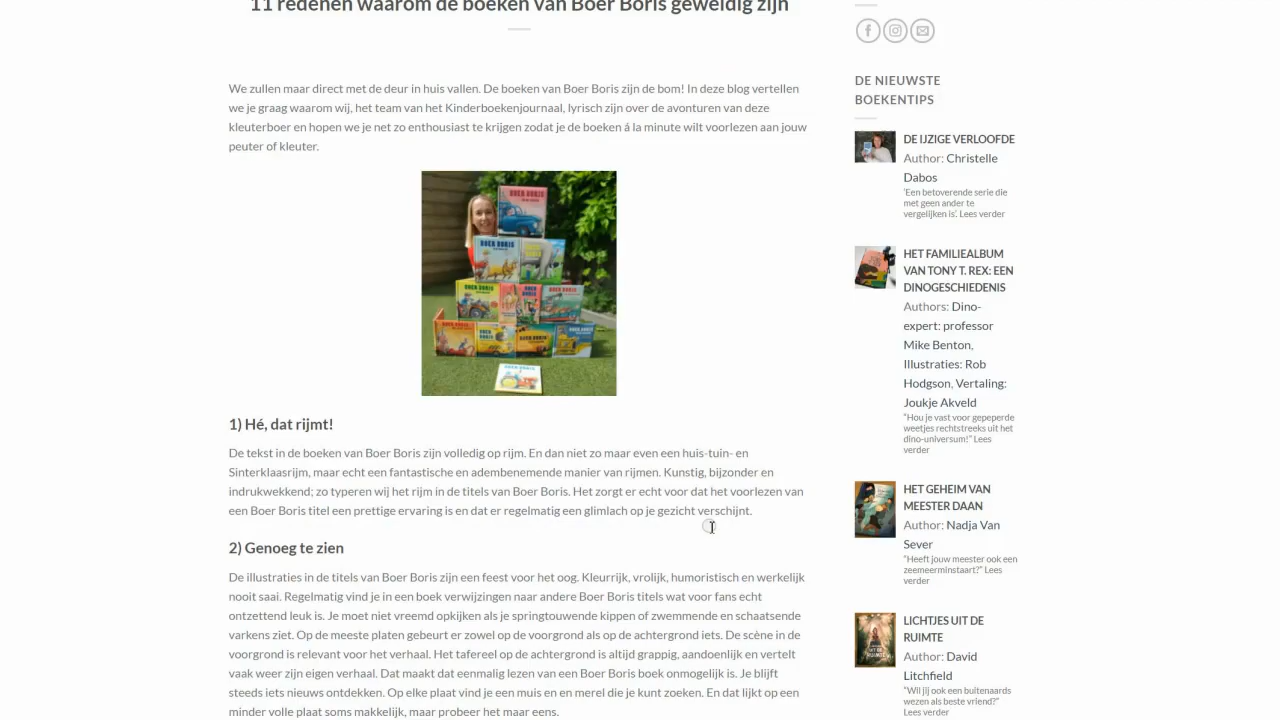 11 redenen waarom de boeken van Boer Boris geweldig zijn
We zullen maar direct met de deur in huis vallen. De boeken van Boer Boris zijn de bom! In deze blog vertellen
we je graag waarom wij, het team van het Kinderboekenjournaal, lyrisch zijn over de avonturen van deze
kleuterboer en hopen we je net zo enthousiast te krijgen zodat je de boeken á la minute wilt voorlezen aan jouw
peuter of kleuter.
BOER BORIS
BOER BORIS
BOER BORIS
1) Hé, dat rijmt!
De tekst in de boeken van Boer Boris zijn volledig op rijm. En dan niet zo maar even een huis-tuin- en
Sinterklaasrijm, maar echt een fantastische en adembenemende manier van rijmen. Kunstig, bijzonder en
indrukwekkend; zo typeren wij het rijm in de titels van Boer Boris. Het zorgt er echt voor dat het voorlezen van
een Boer Boris titel een prettige ervaring is en dat er regelmatig een glimlach op je gezicht verschijnt.
2) Genoeg te zien
De illustraties in de titels van Boer Boris zijn een feest voor het oog. Kleurrijk, vrolijk, humoristisch en werkelijk
nooit saai. Regelmatig vind je in een boek verwijzingen naar andere Boer Boris titels wat voor fans echt
ontzettend leuk is. Je moet niet vreemd opkijken als je springtouwende kippen of zwemmende en schaatsende
varkens ziet. Op de meeste platen gebeurt er zowel op de voorgrond als op de achtergrond iets. De scène in de
voorgrond is relevant voor het verhaal. Het tafereel op de achtergrond is altijd grappig, aandoenlijk en vertelt
vaak weer zijn eigen verhaal. Dat maakt dat eenmalig lezen van een Boer Boris boek onmogelijk is. Je blijft
steeds iets nieuws ontdekken. Op elke plaat vind je een muis en en merel die je kunt zoeken. En dat lijkt op een
minder volle plaat soms makkelijk, maar probeer het maar eens.
DE NIEUWSTE
BOEKENTIPS
DE IJZIGE VERLOOFDE
Author: Christelle
Dabos
'Een betoverende serie die
met geen ander te
vergelijken is'. Lees verder
HET FAMILIEALBUM
VAN TONY T. REX: EEN
DINOGESCHIEDENIS
Authors: Dino-
expert: professor
Mike Benton,
Illustraties: Rob
Hodgson, Vertaling:
Joukje Akveld
“Hou je vast voor gepeperde
weetjes rechtstreeks uit het
dino-universum!” Lees
verder
HET GEHEIM VAN
MEESTER DAAN
Author: Nadja Van
Sever
“Heeft jouw meester ook een
zeemeerminstaart?” Lees
verder
LICHTJES UIT DE
RUIMTE
Author: David
Litchfield
“Wil jij ook een buitenaards
wezen als beste vriend?”
Lees verder